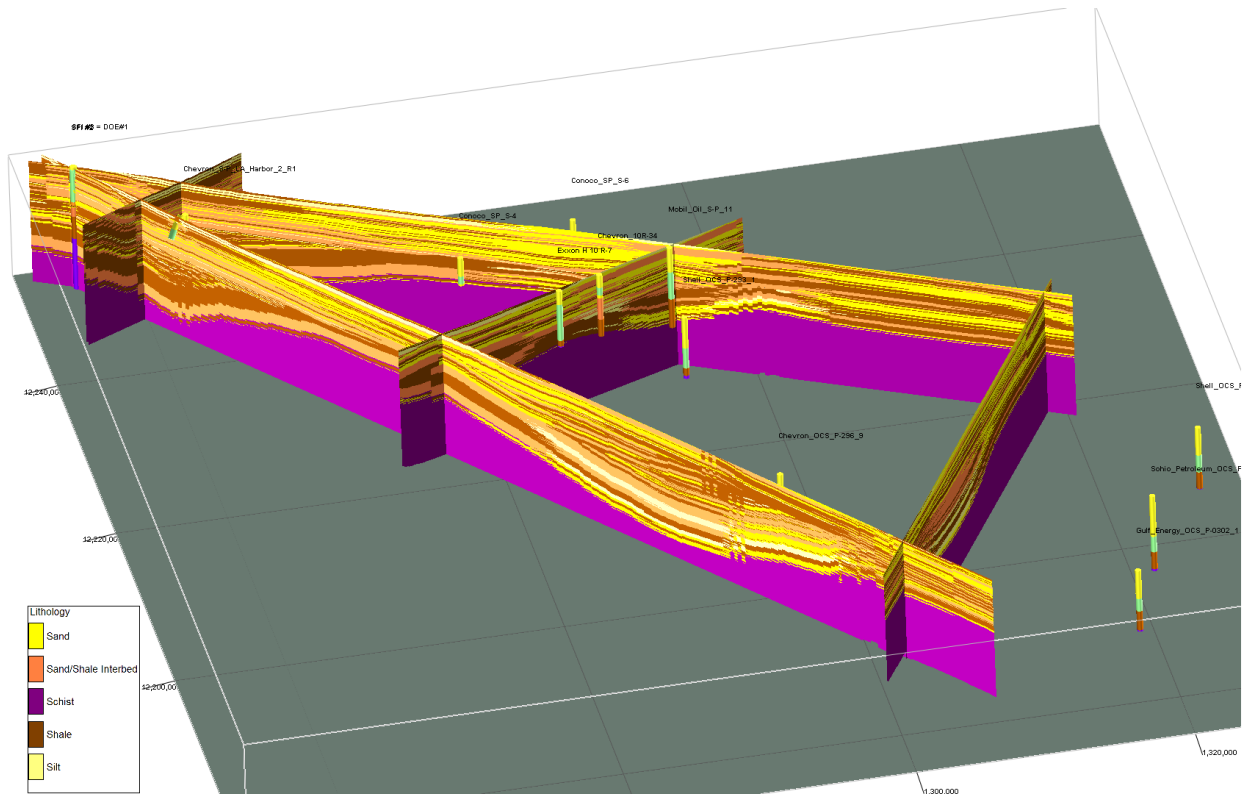 SFI #2 = DOE#1
Conoco_SP_S-6
Mobil_Oil_S-P_11
Conoco_SP_S-4
Chevron_10R-34
Exxon H 10 R-7
12,240,00
Shell_OCS_P
Chevron_OCS_P-296_9
Sohio_Petroleum_OCS_P
12,220,00
Gulf_Energy_OCS_P-0302_1
Lithology
Sand
Sand/Shale Interbed
12,200,00
Schist
Shale
1,320,000
Silt
1,300,000